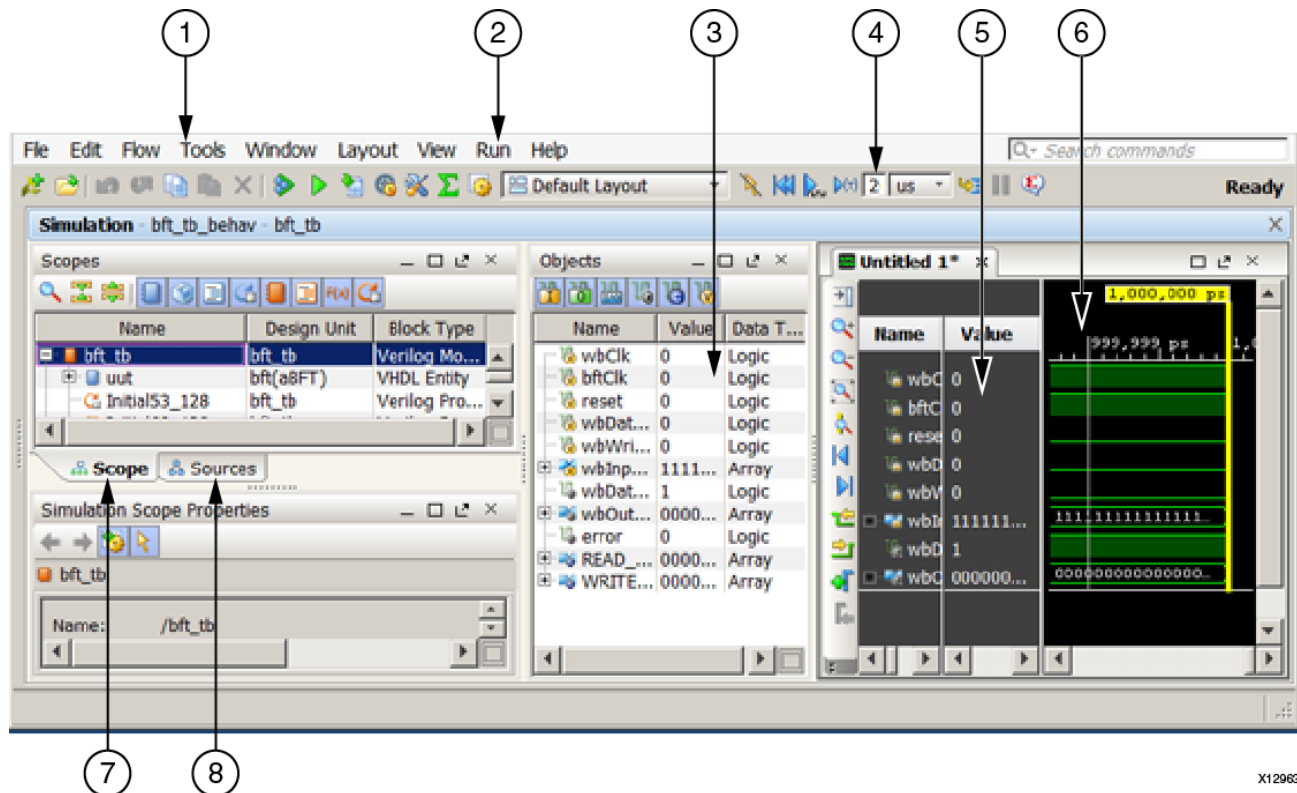 1 2 3 4 5 6
File Edit Flow Tools Window Layout View Run Help Search commands
Default Layout 2 us Ready
Simulation - bft_tb_behav - bft_tb
Scopes
Name Design Unit Block Type
bft_tb bft_tb Verilog Mo...
uut bft(a8FT) VHDL Entity
Initial53_128 bft_tb Verilog Pro...
Scope Sources
Simulation Scope Properties
bft_tb
Name: /bft_tb
Objects
Name Value Data T...
wbClk 0 Logic
bftClk 0 Logic
reset 0 Logic
wbDat... 0 Logic
wbWri... 0 Logic
wbInp... 1111... Array
wbDat... 1 Logic
wbOut... 0000... Array
error 0 Logic
READ_... 0000... Array
WRITE... 0000... Array
Untitled 1*
1,000,000 ps
Name Value 999,999 ps
wbC 0
bftC 0
rese 0
wbD 0
wbW 0
wbIr 111111... 111111111111111...
wbD 1
wbC 000000... 0000000000000000...
7 8
X12963